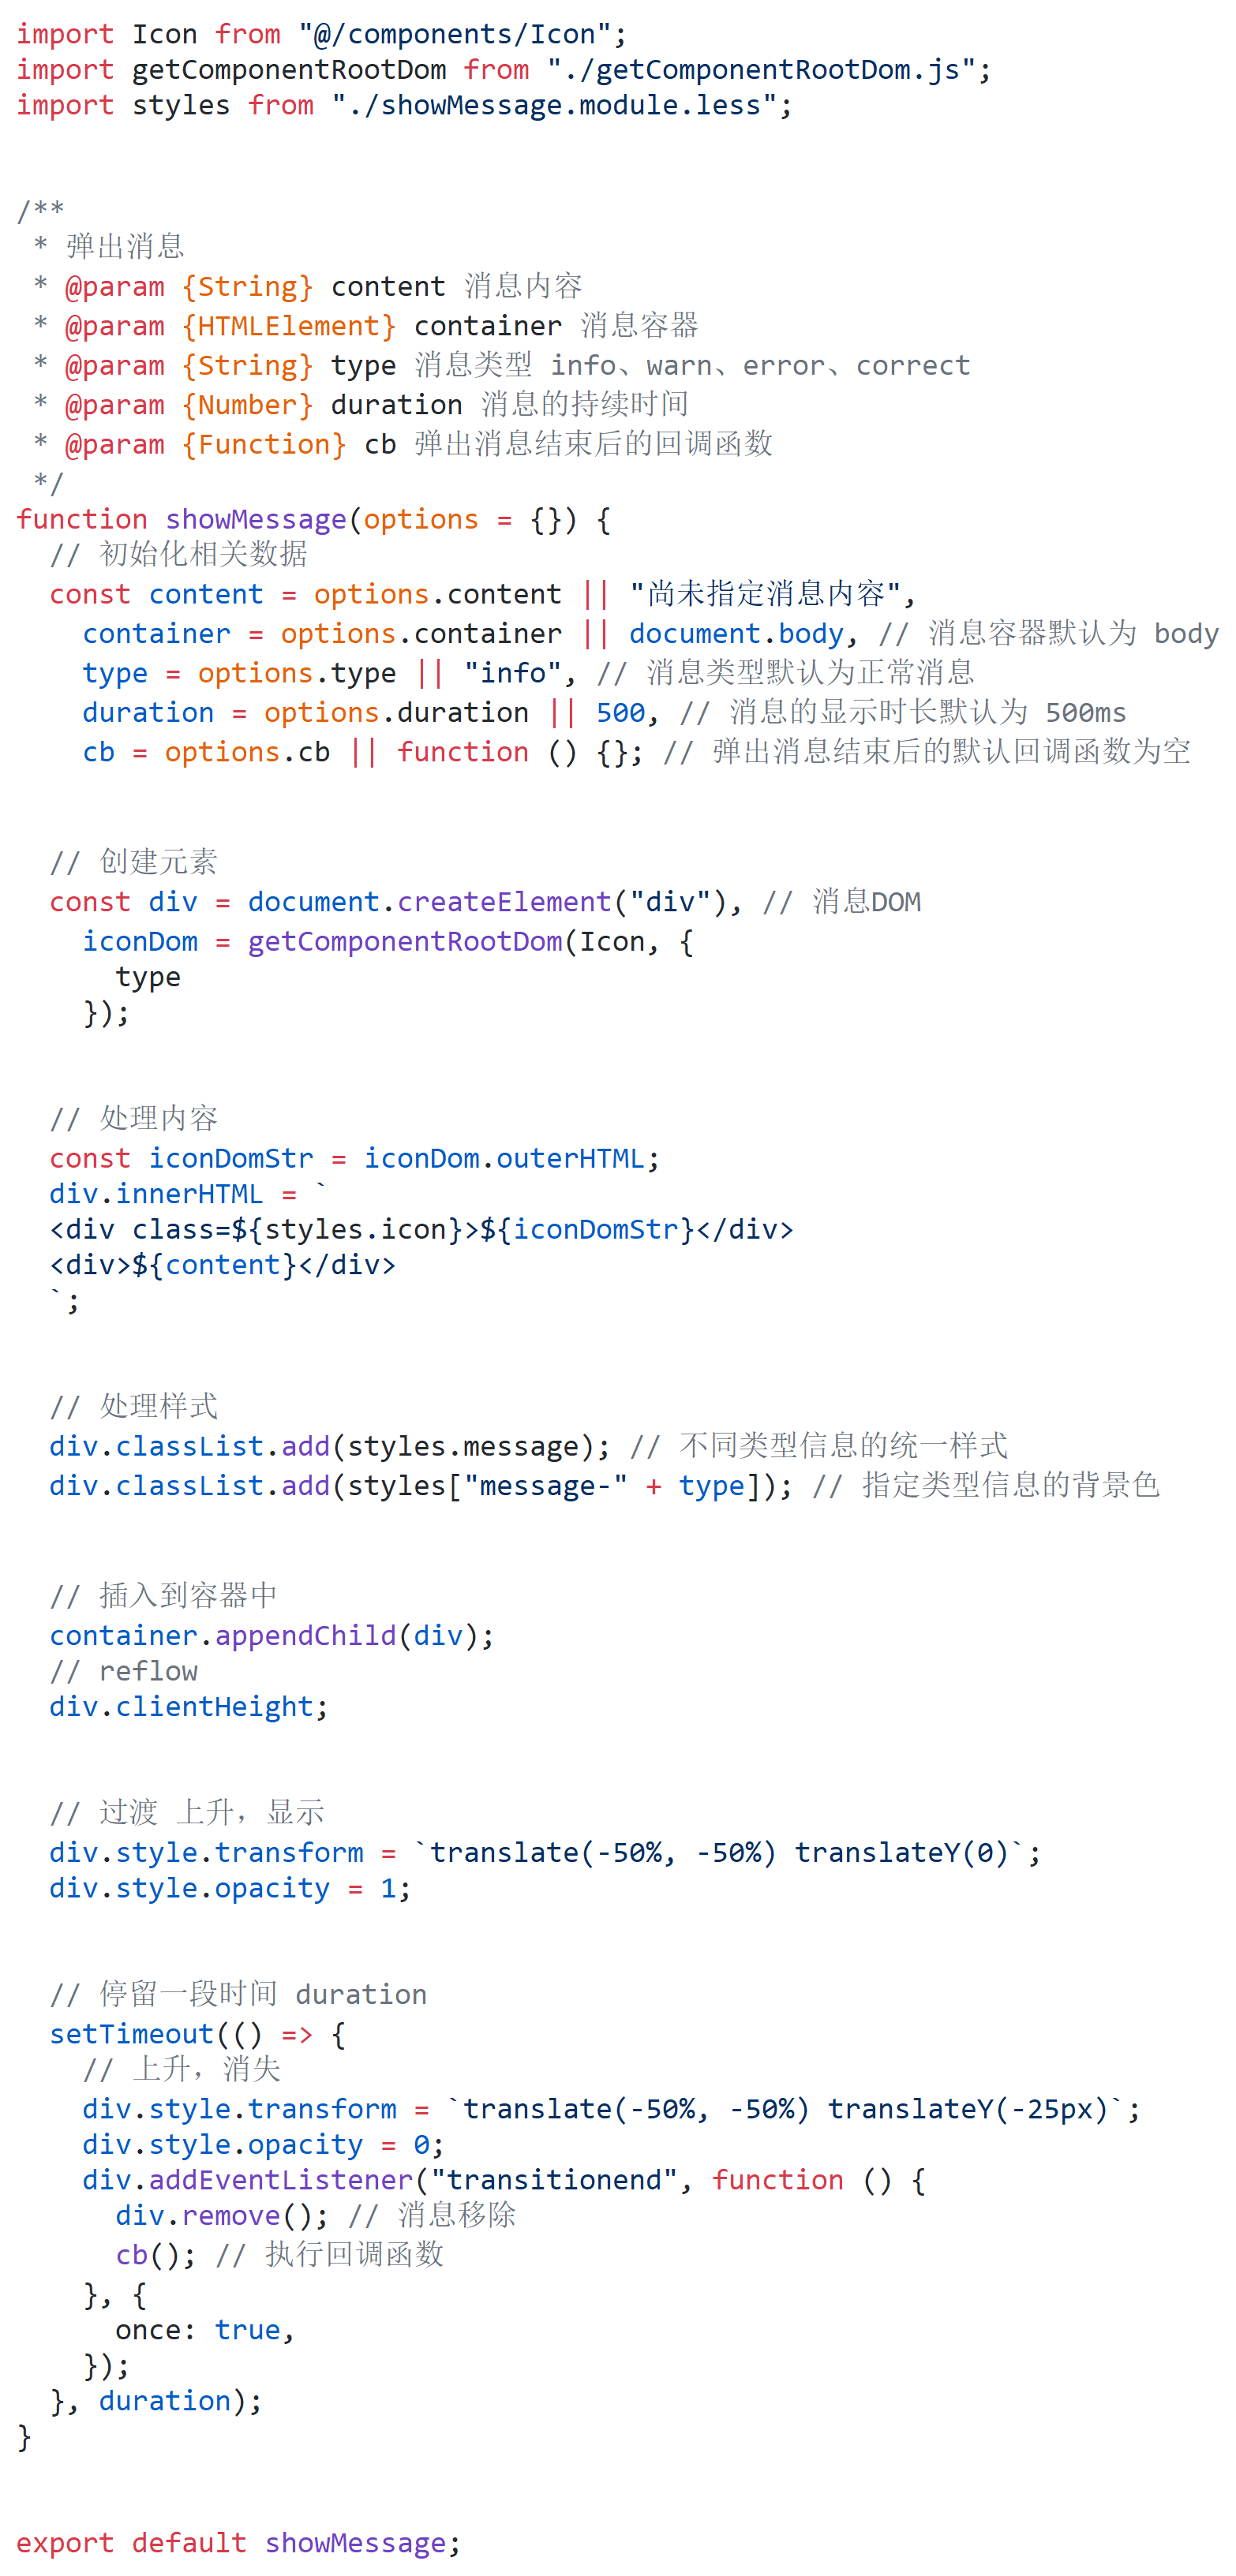 import Icon from "@/components/Icon";
import getComponentRootDom from "./getComponentRootDom.js";
import styles from "./showMessage.module.less";
/**
 * 弹出消息
 * @param {String} content 消息内容
 * @param {HTMLElement} container 消息容器
 * @param {String} type 消息类型 info、warn、error、correct
 * @param {Number} duration 消息的持续时间
 * @param {Function} cb 弹出消息结束后的回调函数
 */
function showMessage(options = {}) {
  // 初始化相关数据
  const content = options.content || "尚未指定消息内容",
    container = options.container || document.body, // 消息容器默认为 body
    type = options.type || "info", // 消息类型默认为正常消息
    duration = options.duration || 500, // 消息的显示时长默认为 500ms
    cb = options.cb || function () {}; // 弹出消息结束后的默认回调函数为空
  // 创建元素
  const div = document.createElement("div"), // 消息DOM
    iconDom = getComponentRootDom(Icon, {
      type
    });
  // 处理内容
  const iconDomStr = iconDom.outerHTML;
  div.innerHTML = `
  <div class=${styles.icon}>${iconDomStr}</div>
  <div>${content}</div>
  `;
  // 处理样式
  div.classList.add(styles.message); // 不同类型信息的统一样式
  div.classList.add(styles["message-" + type]); // 指定类型信息的背景色
  // 插入到容器中
  container.appendChild(div);
  // reflow
  div.clientHeight;
  // 过渡 上升，显示
  div.style.transform = `translate(-50%, -50%) translateY(0)`;
  div.style.opacity = 1;
  // 停留一段时间 duration
  setTimeout(() => {
    // 上升，消失
    div.style.transform = `translate(-50%, -50%) translateY(-25px)`;
    div.style.opacity = 0;
    div.addEventListener("transitionend", function () {
      div.remove(); // 消息移除
      cb(); // 执行回调函数
    }, {
      once: true,
    });
  }, duration);
}
export default showMessage;